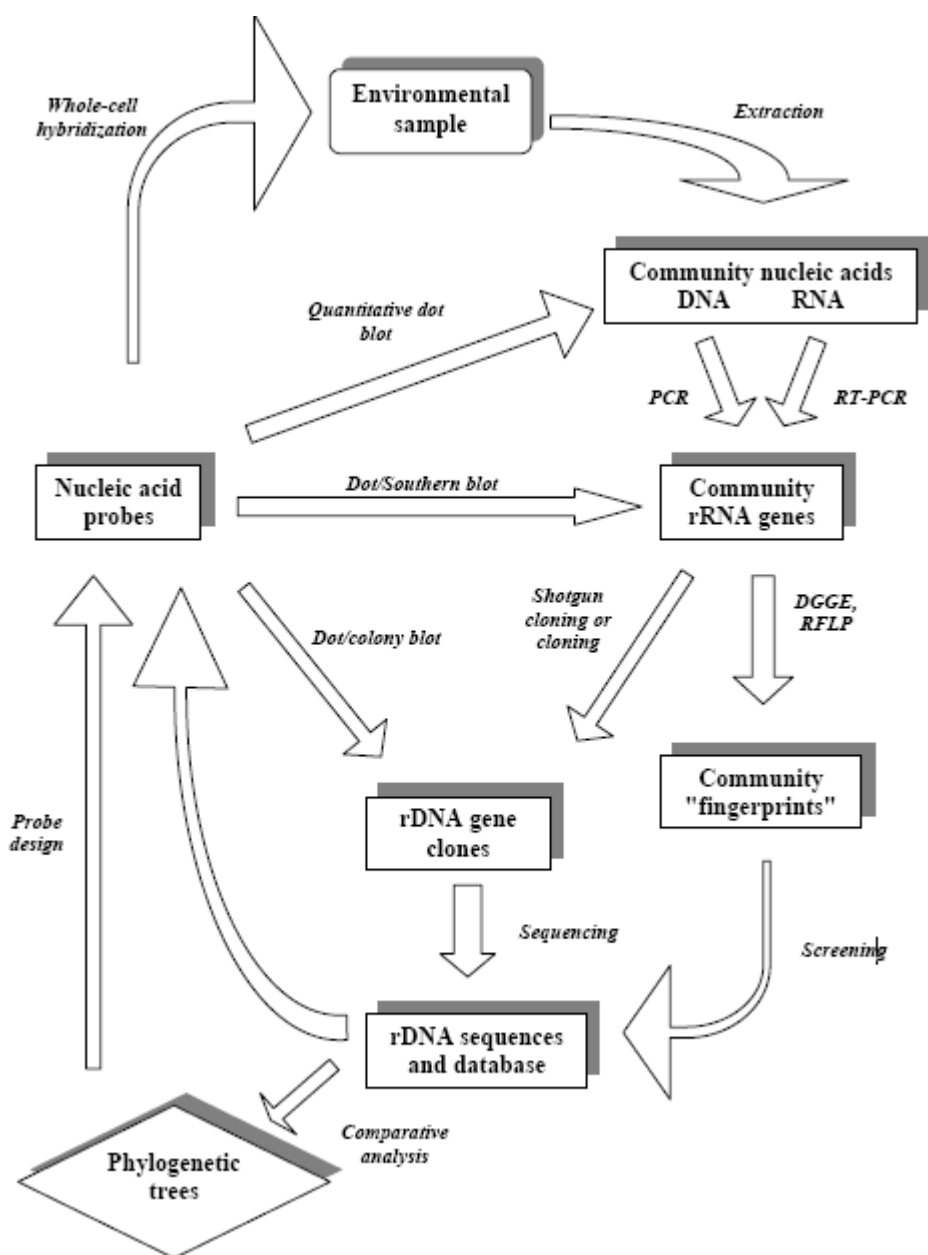 Environmental
sample
Whole-cell
hybridization
Extraction
Community nucleic acids
DNA RNA
Quantitative dot
blot
PCR
RT-PCR
Nucleic acid
probes
Dot/Southern blot
Community
rRNA genes
Shotgun
cloning or
cloning
DGGE,
RFLP
Dot/colony blot
Community
"fingerprints"
rDNA gene
clones
Probe
design
Sequencing
Screening
rDNA sequences
and database
Comparative
analysis
Phylogenetic
trees